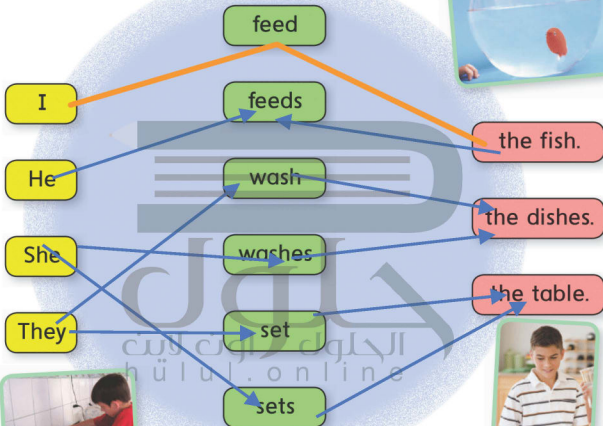 feed
I
feeds
the fish.
He
wash
the dishes.
She
washes
the table.
They
set
sets
حلول
الحلول اون لاين
hulul.online